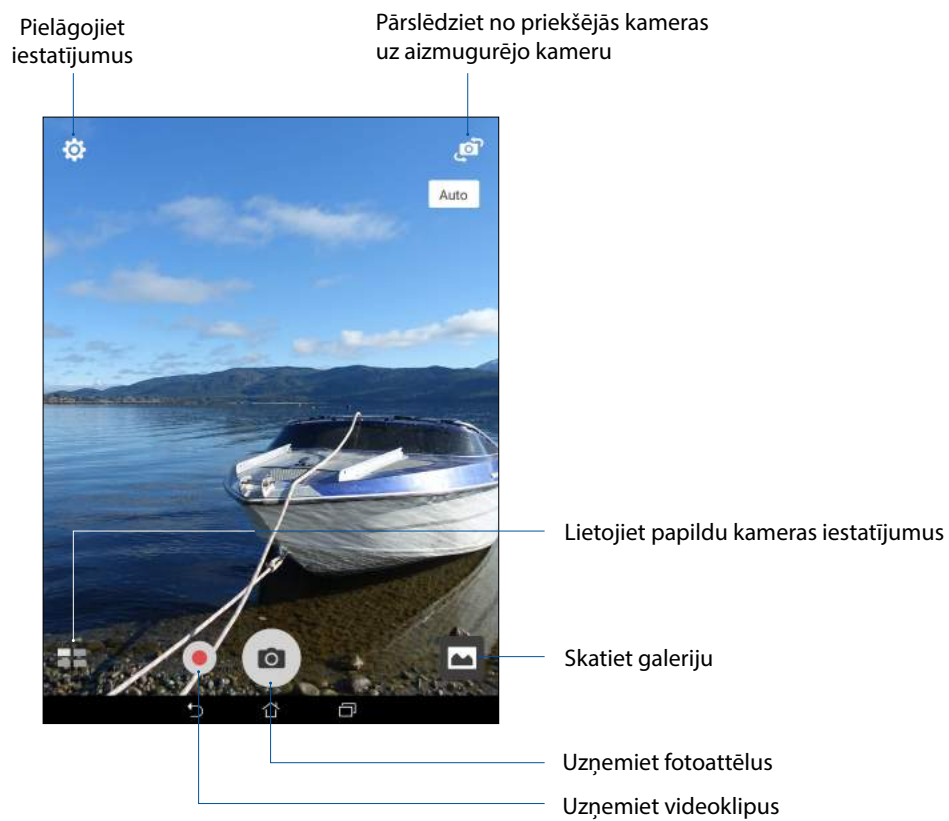 Pielāgojiet
iestatījumus
Pārslēdziet no priekšējās kameras
uz aizmugurējo kameru
Auto
Lietojiet papildu kameras iestatījumus
Skatiet galeriju
Uzņemiet fotoattēlus
Uzņemiet videoklipus